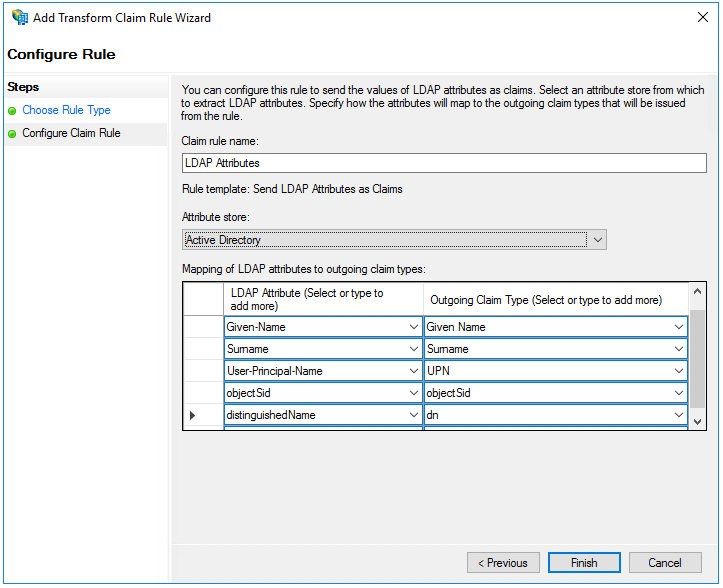 Add Transform Claim Rule Wizard
Configure Rule
Steps
Choose Rule Type
Configure Claim Rule
You can configure this rule to send the values of LDAP attributes as claims. Select an attribute store from which
to extract LDAP attributes. Specify how the attributes will map to the outgoing claim types that will be issued
from the rule.
Claim rule name:
LDAP Attributes
Rule template: Send LDAP Attributes as Claims
Attribute store:
Active Directory
Mapping of LDAP attributes to outgoing claim types:
LDAP Attribute (Select or type to
add more)
Outgoing Claim Type (Select or type to add more)
Given-Name Given Name
Surname Surname
User-Principal-Name UPN
objectSid objectSid
distinguishedName dn
< Previous Finish Cancel